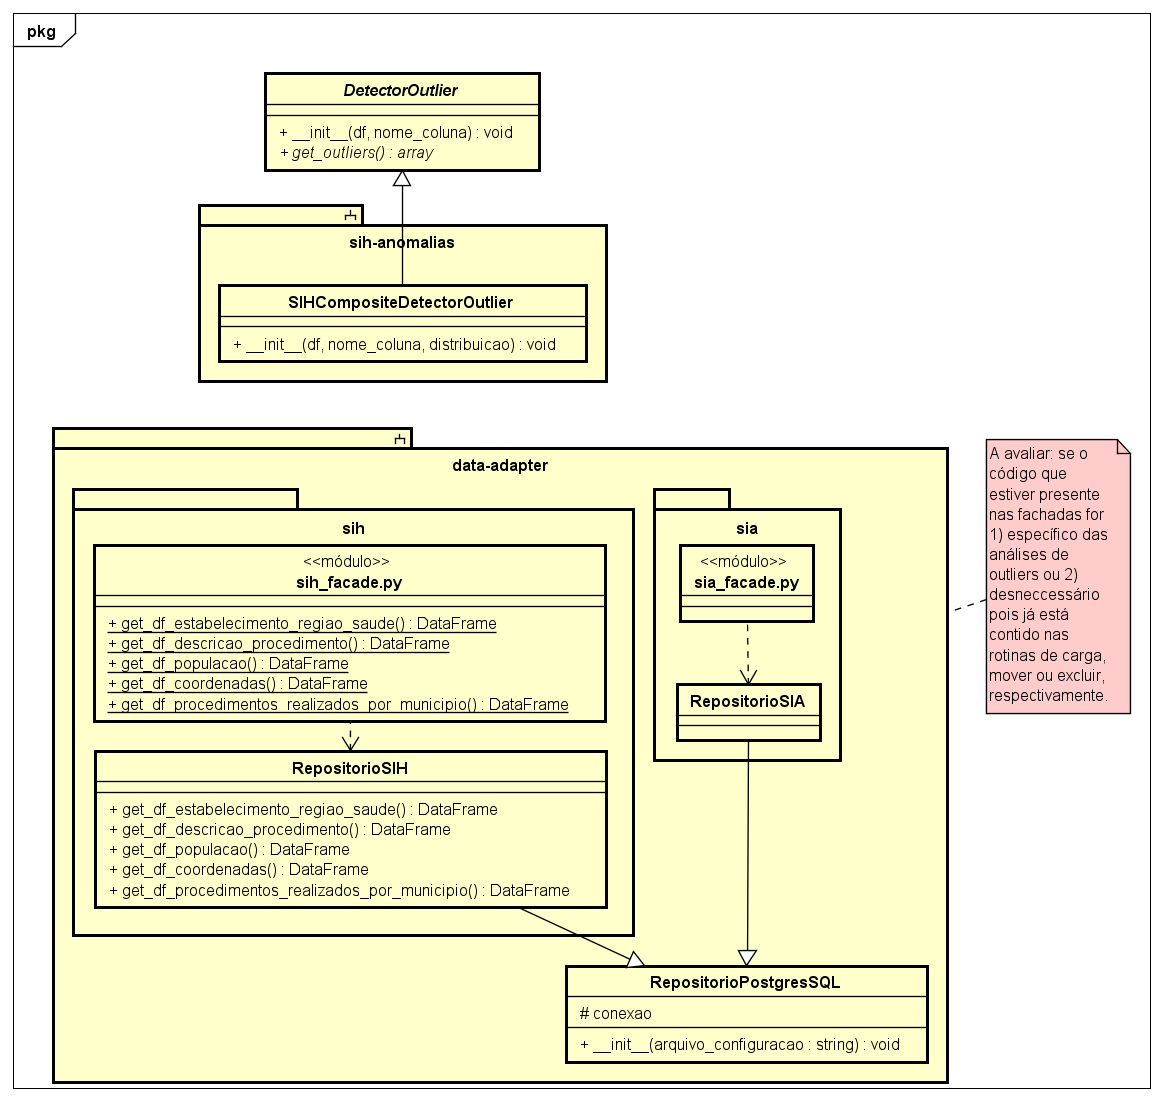 pkg
DetectorOutlier
+ __init__(df, nome_coluna) : void
+ get_outliers() : array
sih-anomalias
SIHCompositeDetectorOutlier
+ __init__(df, nome_coluna, distribuicao) : void
data-adapter
sih
<<módulo>>
sih_facade.py
+ get_df_estabelecimento_regiao_saude() : DataFrame
+ get_df_descricao_procedimento() : DataFrame
+ get_df_populacao() : DataFrame
+ get_df_coordenadas() : DataFrame
+ get_df_procedimentos_realizados_por_municipio() : DataFrame
RepositorioSIH
+ get_df_estabelecimento_regiao_saude() : DataFrame
+ get_df_descricao_procedimento() : DataFrame
+ get_df_populacao() : DataFrame
+ get_df_coordenadas() : DataFrame
+ get_df_procedimentos_realizados_por_municipio() : DataFrame
sia
<<módulo>>
sia_facade.py
RepositorioSIA
RepositorioPostgresSQL
# conexao
+ __init__(arquivo_configuracao : string) : void
A avaliar: se o
código que
estiver presente
nas fachadas for
1) específico das
análises de
outliers ou 2)
desneccessário
pois já está
contido nas
rotinas de carga,
mover ou excluir,
respectivamente.